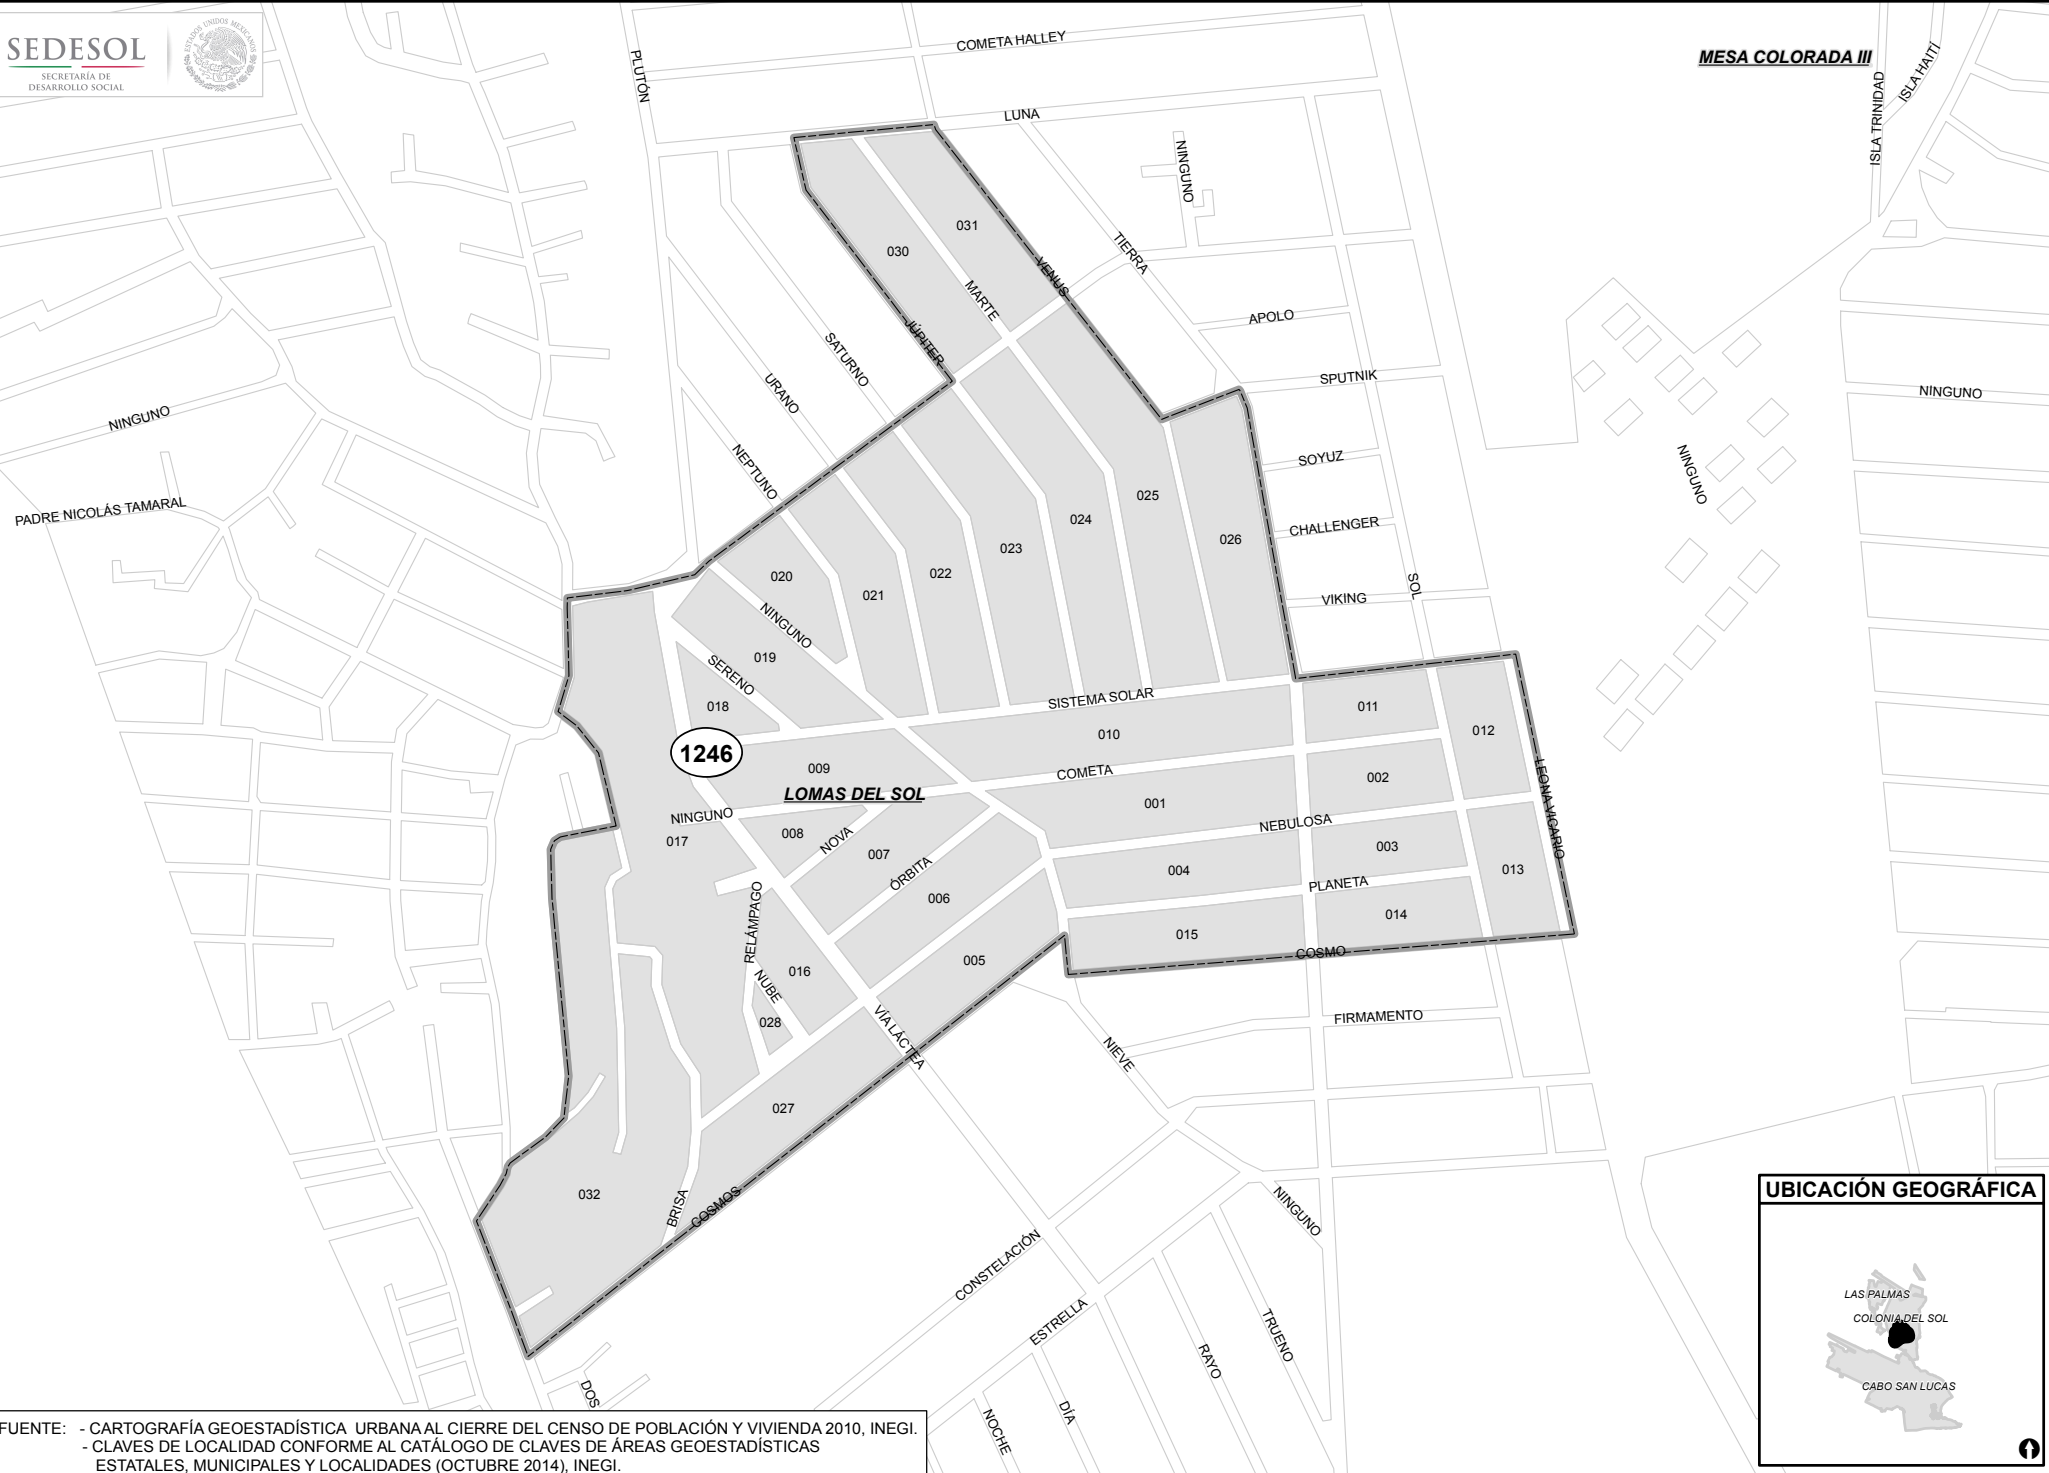 SEDESOL
SECRETARÍA DE
DESARROLLO SOCIAL
ESTADOS UNIDOS MEXICANOS
COMETA HALLEY
MESA COLORADA III
ISLA HAITÍ
ISLA TRINIDAD
PLUTÓN
LUNA
NINGUNO
031
030
TIERRA
VENUS
MARTE
APOLO
JÚPITER
SATURNO
URANO
SPUTNIK
NINGUNO
NINGUNO
NEPTUNO
SOYUZ
NINGUNO
025
PADRE NICOLÁS TAMARAL
024
CHALLENGER
026
023
022
020
021
SOL
VIKING
NINGUNO
019
SERENO
SISTEMA SOLAR
018
011
010
012
1246
009
COMETA
002
LOMAS DEL SOL
001
LEONA VICARIO
NINGUNO
NEBULOSA
008
NOVA
017
007
003
ÓRBITA
004
013
PLANETA
006
RELÁMPAGO
014
015
COSMO
005
016
NUBE
028
VÍA LÁCTEA
FIRMAMENTO
NIEVE
027
032
BRISA
COSMOS
NINGUNO
CONSTELACIÓN
ESTRELLA
TRUENO
RAYO
DOS
DÍA
NOCHE
UBICACIÓN GEOGRÁFICA
LAS PALMAS
COLONIA DEL SOL
CABO SAN LUCAS
FUENTE: - CARTOGRAFÍA GEOESTADÍSTICA URBANA AL CIERRE DEL CENSO DE POBLACIÓN Y VIVIENDA 2010, INEGI.
- CLAVES DE LOCALIDAD CONFORME AL CATÁLOGO DE CLAVES DE ÁREAS GEOESTADÍSTICAS
ESTATALES, MUNICIPALES Y LOCALIDADES (OCTUBRE 2014), INEGI.